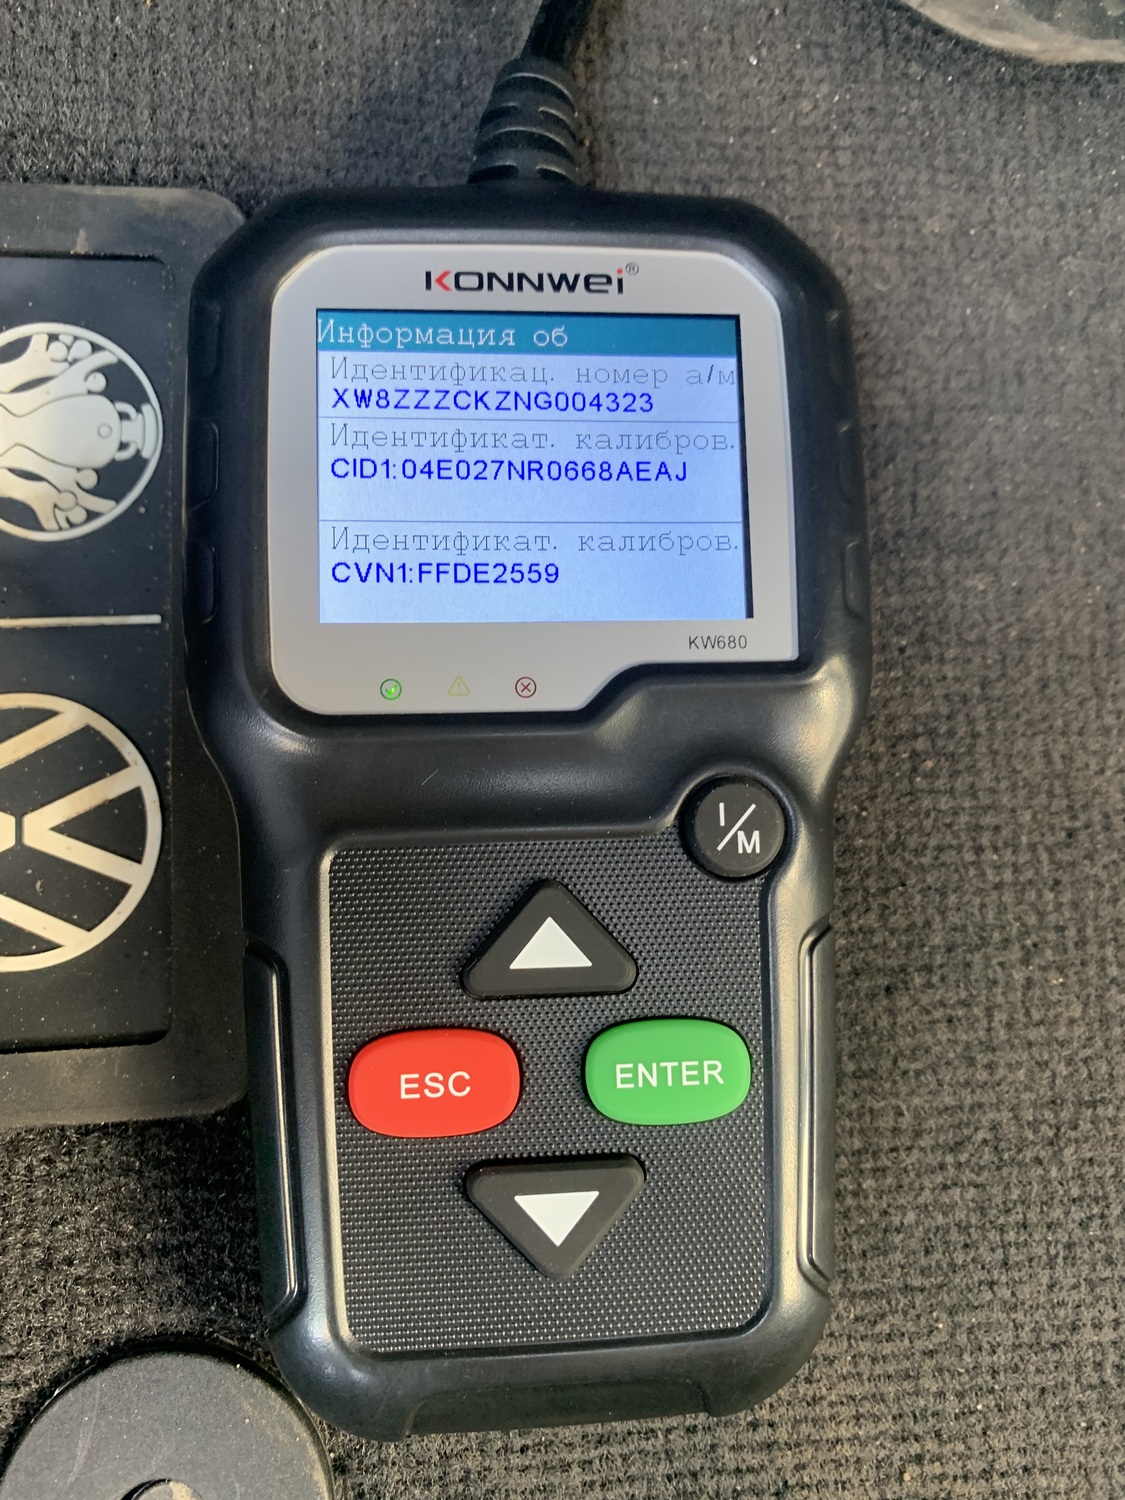 KONNWEI®
Информация об
Идентификац. номер а/м
XW8ZZZCKZNG004323
Идентификат. калибров.
CID1:04E027NR0668AEAJ
Идентификат. калибров.
CVN1:FFDE2559
KW680
I/M
ESC
ENTER